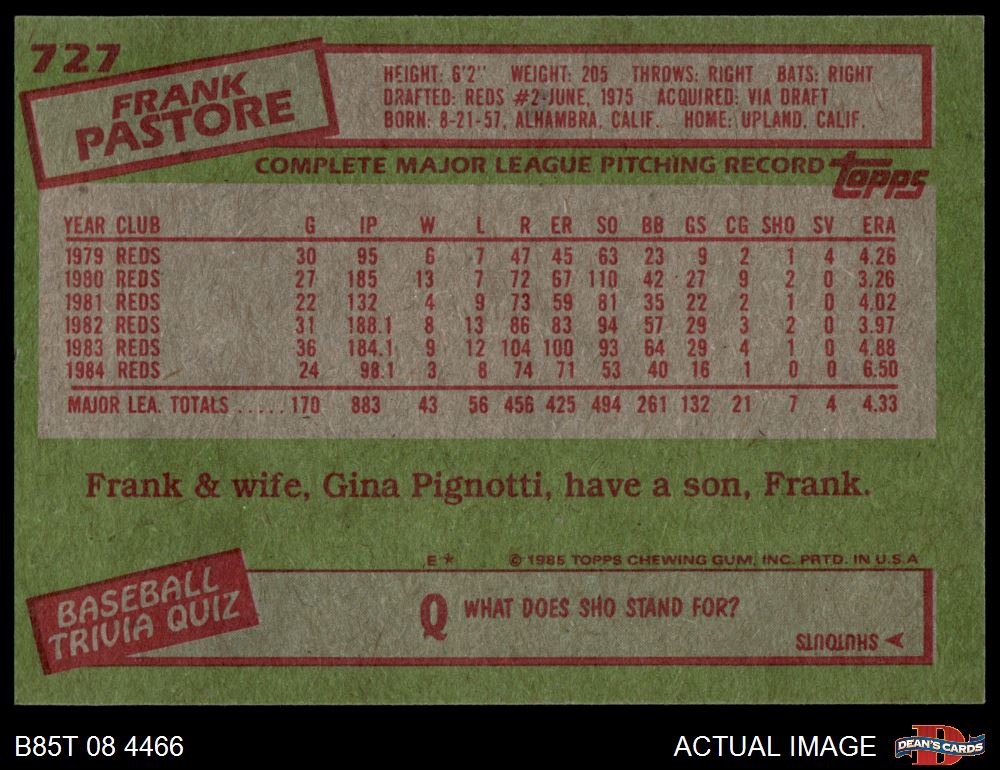 727
FRANK
PASTORE
HEIGHT: 6'2" WEIGHT: 205 THROWS: RIGHT BATS: RIGHT
DRAFTED: REDS #2-JUNE, 1975 ACQUIRED: VIA DRAFT
BORN: 8-21-57, ALHAMBRA, CALIF. HOME: UPLAND, CALIF.
COMPLETE MAJOR LEAGUE PITCHING RECORD
Topps
YEAR CLUB G IP W L R ER SO BB GS CG SHO SV ERA
1979 REDS 30 95 6 7 47 45 63 23 9 2 1 4 4.26
1980 REDS 27 185 13 7 72 67 110 42 27 9 2 0 3.26
1981 REDS 22 132 4 9 73 59 81 35 22 2 1 0 4.02
1982 REDS 31 188.1 8 13 86 83 94 57 29 3 2 0 3.97
1983 REDS 36 184.1 9 12 104 100 93 64 29 4 1 0 4.88
1984 REDS 24 98.1 3 8 74 71 53 40 16 1 0 0 6.50
MAJOR LEA. TOTALS ..... 170 883 43 56 456 425 494 261 132 21 7 4 4.33
Frank & wife, Gina Pignotti, have a son, Frank.
E* © 1985 TOPPS CHEWING GUM, INC. PRTD. IN U.S.A
BASEBALL
TRIVIA QUIZ
Q WHAT DOES SHO STAND FOR?
SHUTOUTS
B85T 08 4466
ACTUAL IMAGE
DEAN'S CARDS